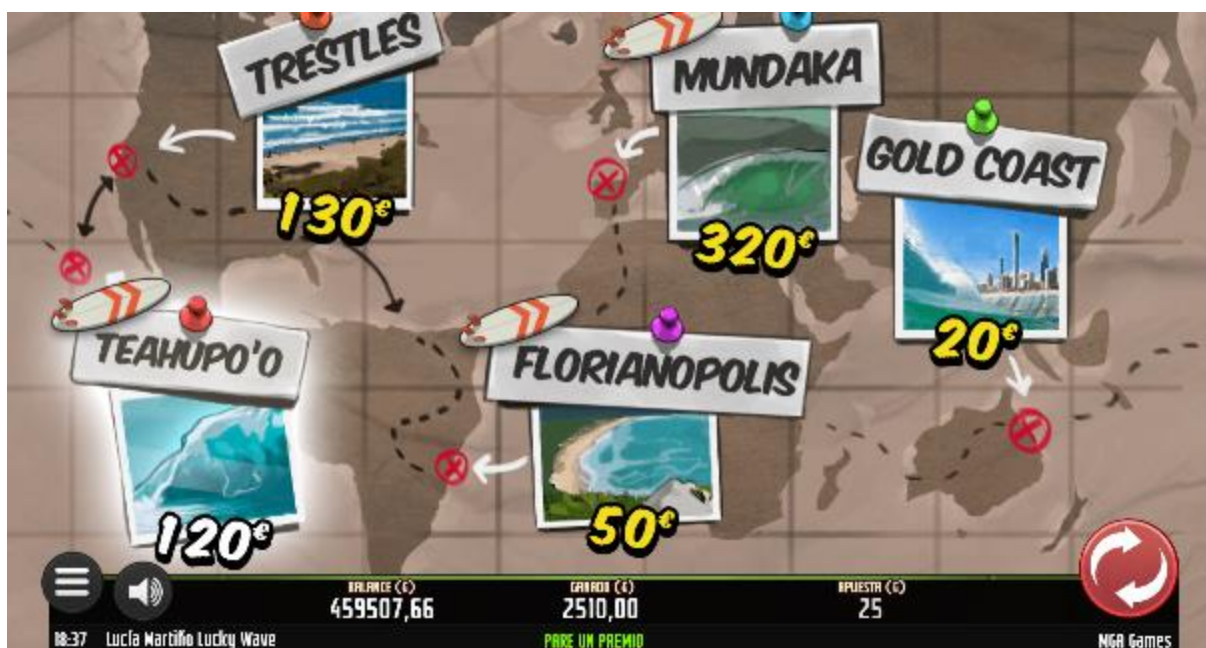 TRESTLES
130€
MUNDAKA
320€
GOLD COAST
20€
TEAHUPO'O
120€
FLORIANOPOLIS
50€
BALANCE (€)
459507,66
GANADO (€)
2510,00
APUESTA (€)
25
18:37 Lucía Martiño Lucky Wave
PARE UN PREMIO
MGA Games